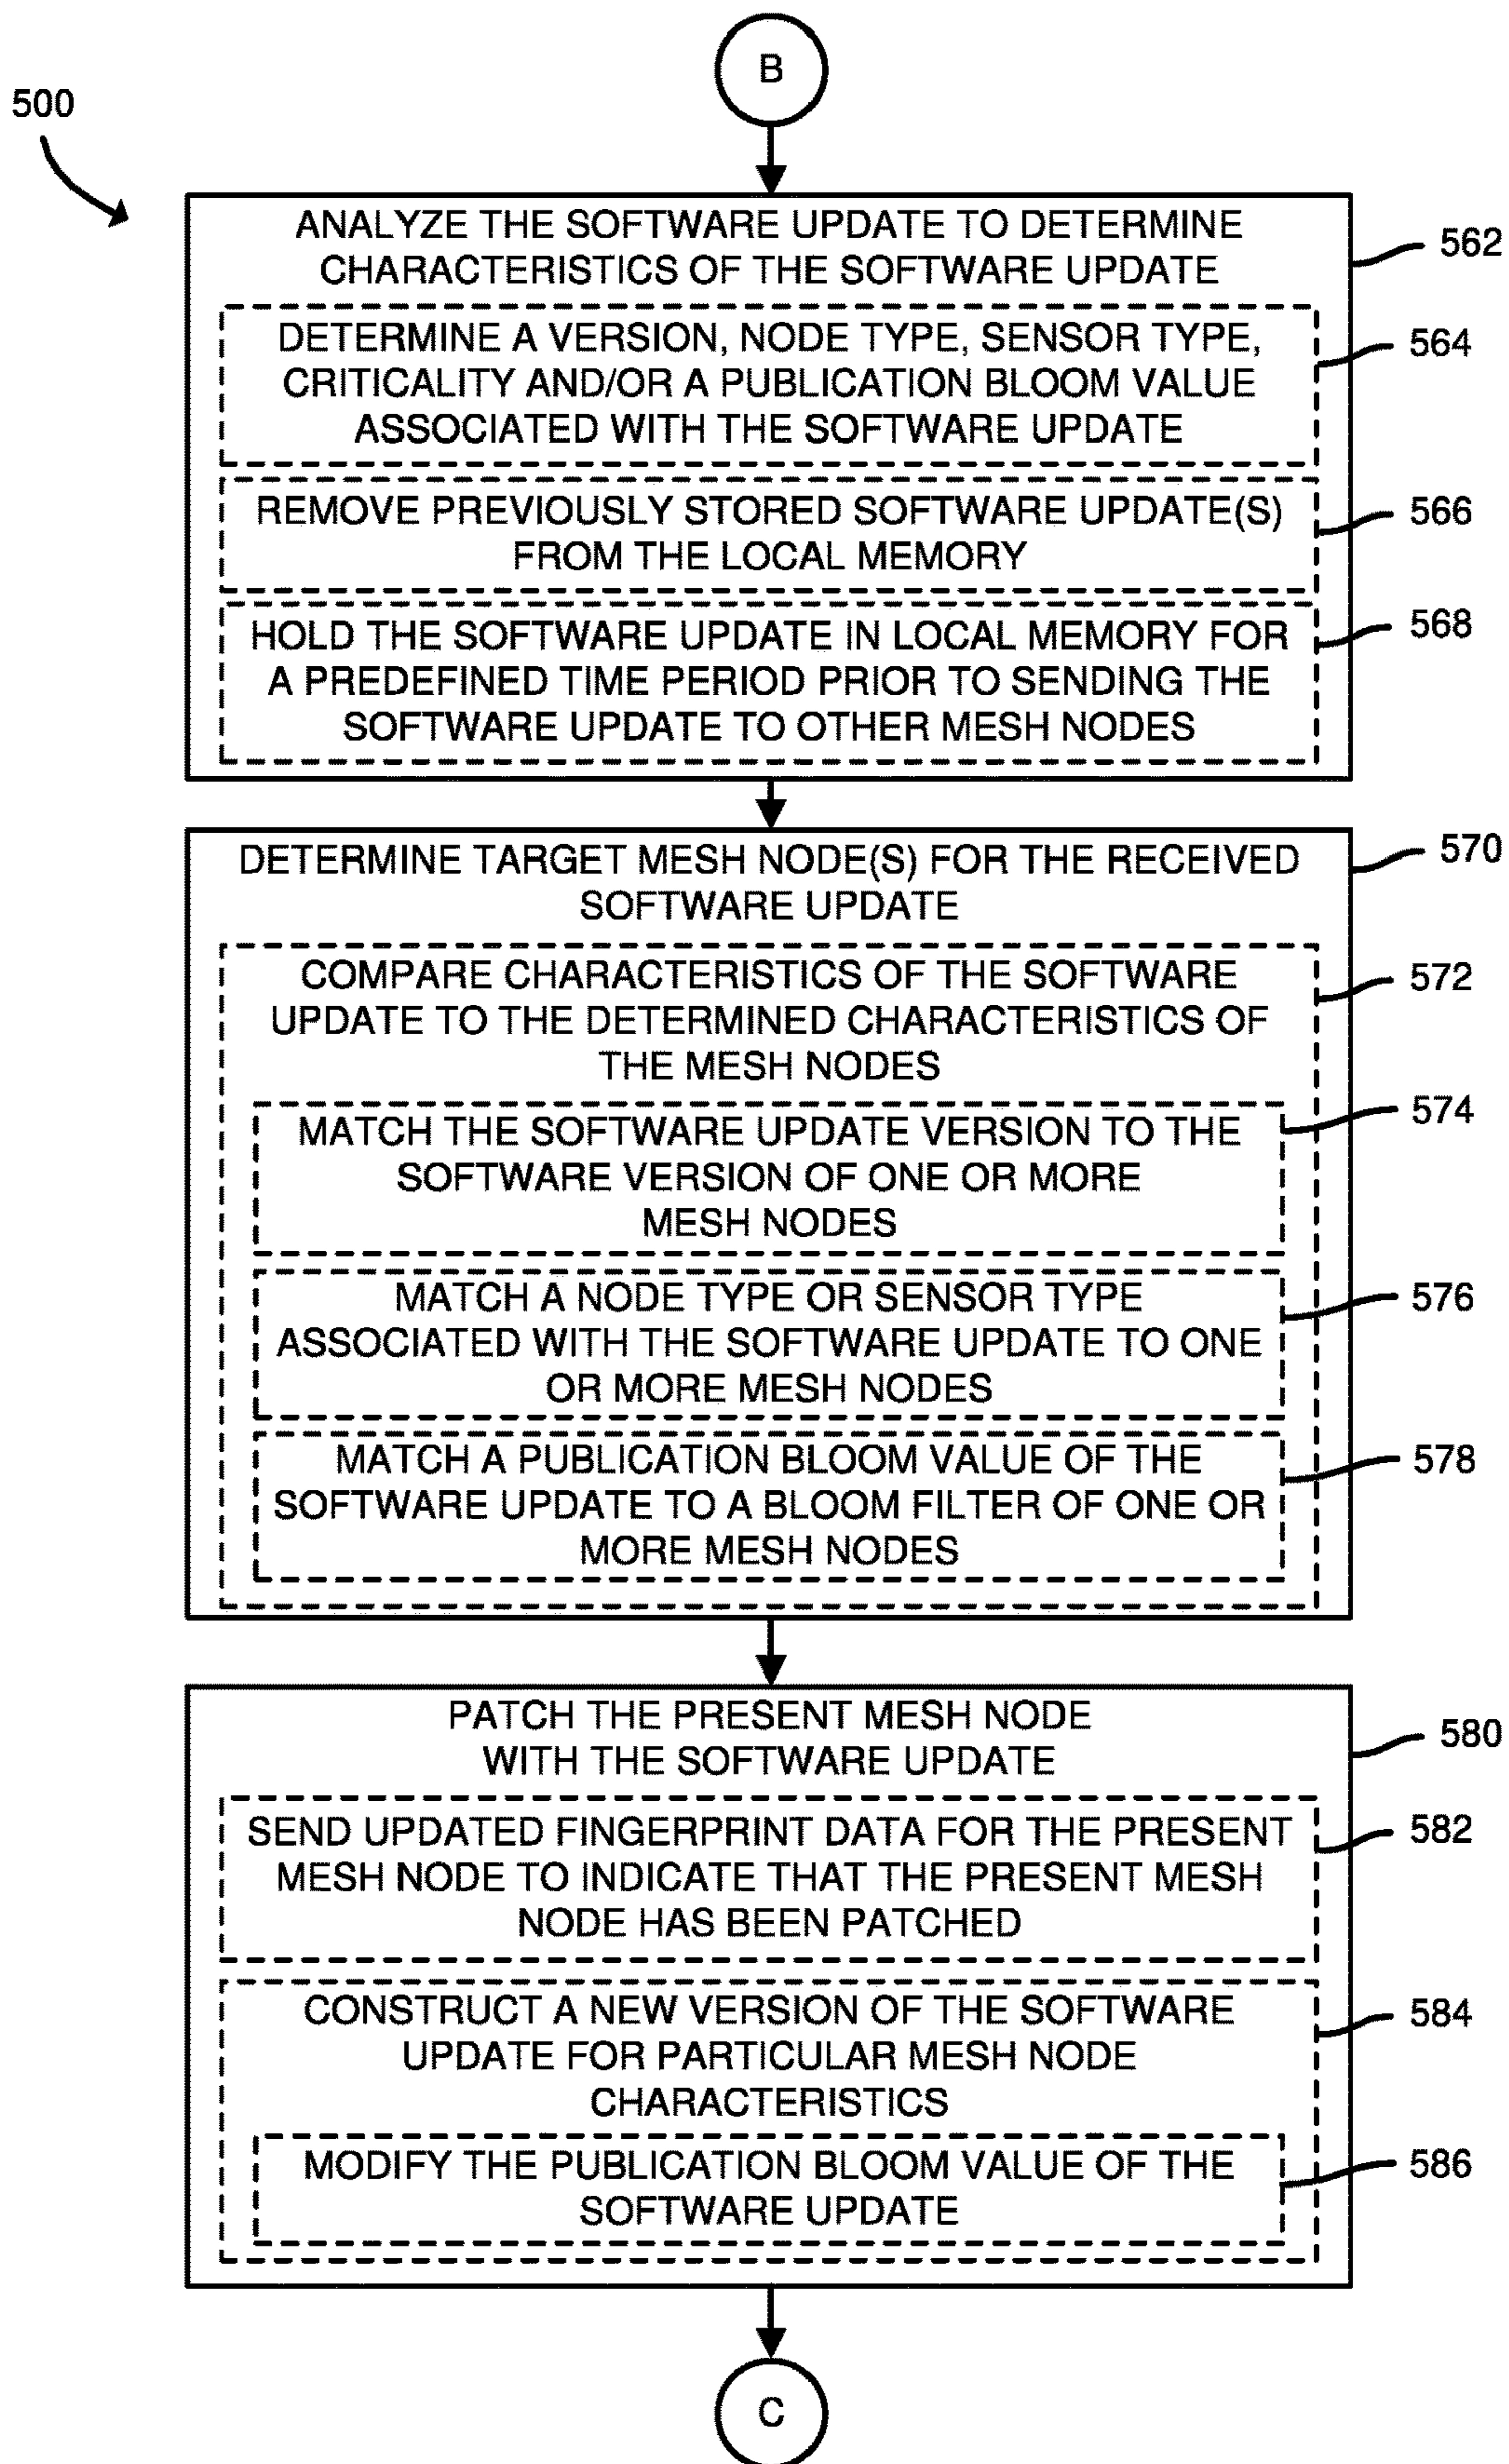 B
500
ANALYZE THE SOFTWARE UPDATE TO DETERMINE
CHARACTERISTICS OF THE SOFTWARE UPDATE
562
DETERMINE A VERSION, NODE TYPE, SENSOR TYPE,
CRITICALITY AND/OR A PUBLICATION BLOOM VALUE
ASSOCIATED WITH THE SOFTWARE UPDATE
564
REMOVE PREVIOUSLY STORED SOFTWARE UPDATE(S)
FROM THE LOCAL MEMORY
566
HOLD THE SOFTWARE UPDATE IN LOCAL MEMORY FOR
A PREDEFINED TIME PERIOD PRIOR TO SENDING THE
SOFTWARE UPDATE TO OTHER MESH NODES
568
DETERMINE TARGET MESH NODE(S) FOR THE RECEIVED
SOFTWARE UPDATE
570
COMPARE CHARACTERISTICS OF THE SOFTWARE
UPDATE TO THE DETERMINED CHARACTERISTICS OF
THE MESH NODES
572
MATCH THE SOFTWARE UPDATE VERSION TO THE
SOFTWARE VERSION OF ONE OR MORE
MESH NODES
574
MATCH A NODE TYPE OR SENSOR TYPE
ASSOCIATED WITH THE SOFTWARE UPDATE TO ONE
OR MORE MESH NODES
576
MATCH A PUBLICATION BLOOM VALUE OF THE
SOFTWARE UPDATE TO A BLOOM FILTER OF ONE OR
MORE MESH NODES
578
PATCH THE PRESENT MESH NODE
WITH THE SOFTWARE UPDATE
580
SEND UPDATED FINGERPRINT DATA FOR THE PRESENT
MESH NODE TO INDICATE THAT THE PRESENT MESH
NODE HAS BEEN PATCHED
582
CONSTRUCT A NEW VERSION OF THE SOFTWARE
UPDATE FOR PARTICULAR MESH NODE
CHARACTERISTICS
584
MODIFY THE PUBLICATION BLOOM VALUE OF THE
SOFTWARE UPDATE
586
C